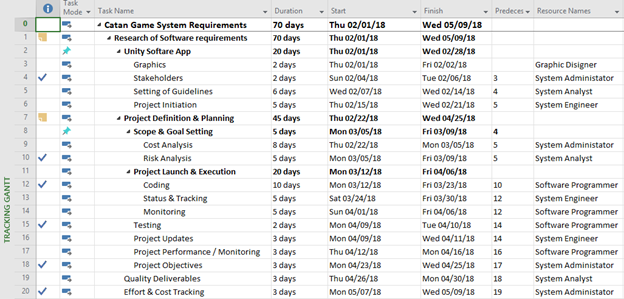 Task Mode Task Name Duration Start Finish Predeces Resource Names
0 Catan Game System Requirements 70 days Thu 02/01/18 Wed 05/09/18
1 Research of Software requirements 70 days Thu 02/01/18 Wed 05/09/18
2 Unity Softare App 20 days Thu 02/01/18 Wed 02/28/18
3 Graphics 2 days Thu 02/01/18 Fri 02/02/18 Graphic Disigner
4 Stakeholders 2 days Sun 02/04/18 Tue 02/06/18 3 System Administator
5 Setting of Guidelines 6 days Wed 02/07/18 Wed 02/14/18 4 System Analyst
6 Project Initiation 5 days Thu 02/15/18 Wed 02/21/18 5 System Engineer
7 Project Definition & Planning 45 days Thu 02/22/18 Wed 04/25/18
8 Scope & Goal Setting 5 days Mon 03/05/18 Fri 03/09/18 4
9 Cost Analysis 8 days Thu 02/22/18 Mon 03/05/18 5 System Administrator
10 Risk Analysis 5 days Mon 03/05/18 Fri 03/09/18 5 System Analyst
11 Project Launch & Execution 20 days Mon 03/12/18 Fri 04/06/18
12 Coding 10 days Mon 03/12/18 Fri 03/23/18 10 Software Programmer
13 Status & Tracking 5 days Sat 03/24/18 Fri 03/30/18 12 System Engineer
14 Monitoring 5 days Sun 04/01/18 Fri 04/06/18 12 Software Programmer
15 Testing 2 days Mon 04/09/18 Tue 04/10/18 14 Software Programmer
16 Project Updates 3 days Mon 04/09/18 Wed 04/11/18 14 System Engineer
17 Project Performance / Monitoring 3 days Thu 04/12/18 Mon 04/16/18 16 Software Programmer
18 Project Objectives 3 days Mon 04/23/18 Wed 04/25/18 17 System Administator
19 Quality Deliverables 3 days Thu 04/26/18 Mon 04/30/18 18 System Analyst
20 Effort & Cost Tracking 3 days Mon 05/07/18 Wed 05/09/18 19 System Administator
TRACKING GANTT